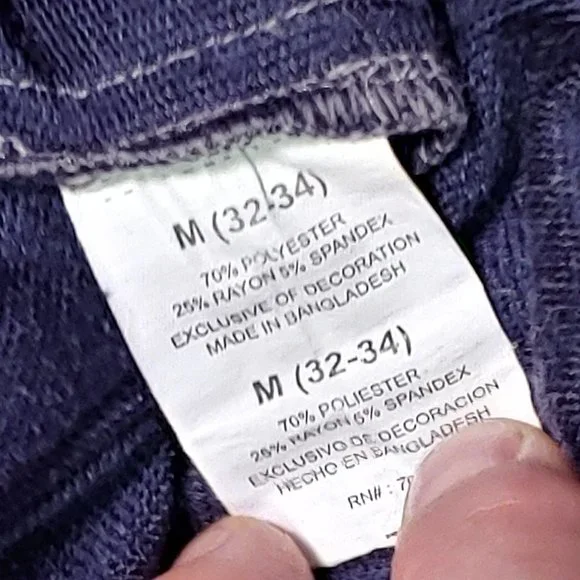 M (32-34)
70% POLYESTER
25% RAYON 5% SPANDEX
EXCLUSIVE OF DECORATION
MADE IN BANGLADESH
M (32-34)
70% POLIESTER
25% RAYON 5% SPANDEX
EXCLUSIVO DE DECORACION
HECHO EN BANGLADESH
RN# :